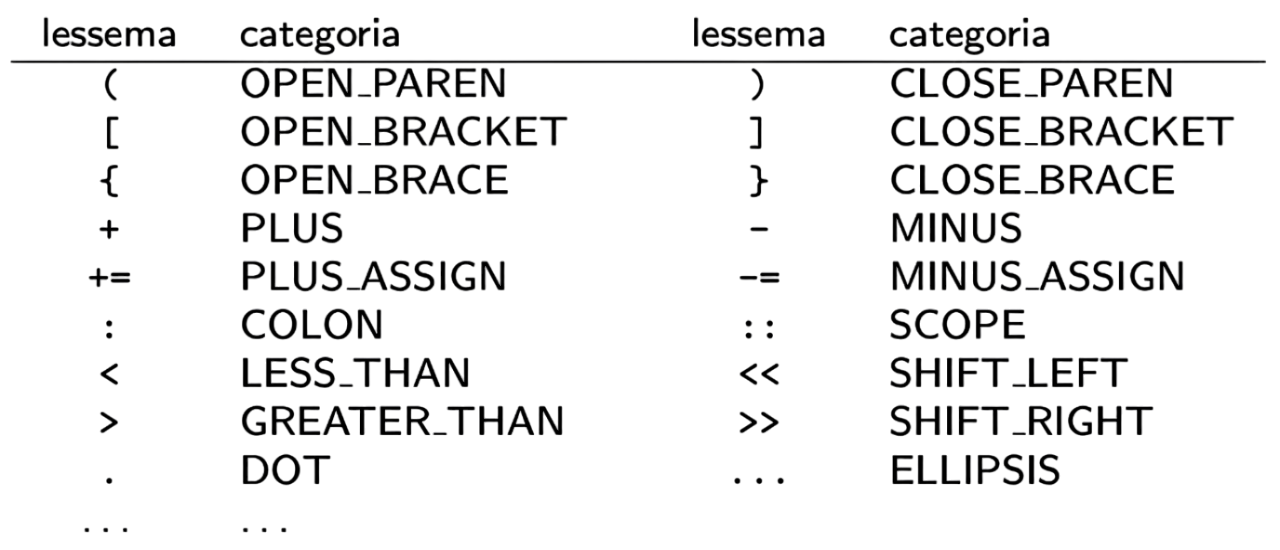 lessema categoria lessema categoria
( OPEN_PAREN ) CLOSE_PAREN
[ OPEN_BRACKET ] CLOSE_BRACKET
{ OPEN_BRACE } CLOSE_BRACE
+ PLUS - MINUS
+= PLUS_ASSIGN -= MINUS_ASSIGN
: COLON :: SCOPE
< LESS_THAN << SHIFT_LEFT
> GREATER_THAN >> SHIFT_RIGHT
. DOT ... ELLIPSIS
... ...